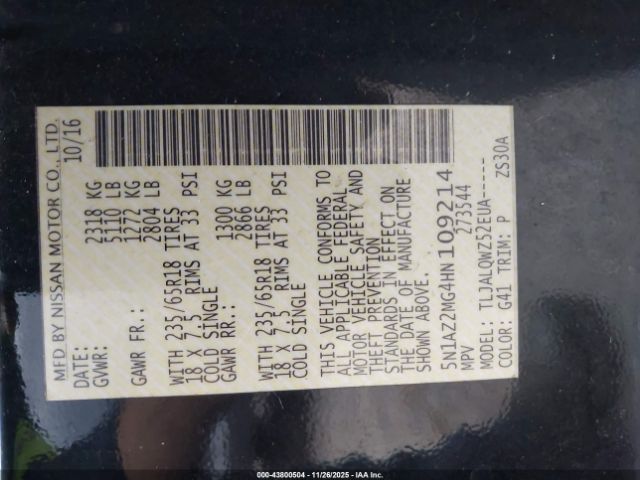 MFD BY NISSAN MOTOR CO., LTD.
DATE: 10/16
GVWR: 2318 KG
5110 LB
GAWR FR.: 1272 KG
2804 LB
WITH 235/65R18 TIRES
18 X 7.5 RIMS AT 33 PSI
COLD SINGLE
GAWR RR.: 1300 KG
2866 LB
WITH 235/65R18 TIRES
18 X 7.5 RIMS AT 33 PSI
COLD SINGLE
THIS VEHICLE CONFORMS TO
ALL APPLICABLE FEDERAL
MOTOR VEHICLE SAFETY AND
THEFT PREVENTION
STANDARDS IN EFFECT ON
THE DATE OF MANUFACTURE
SHOWN ABOVE.
5N1AZ2MG4HN109214
MPV 273544
MODEL: TLJALQWZ52EUA-----
COLOR: G41 TRIM: P ZS30A
000-43800504 - 11/26/2025 - IAA Inc.